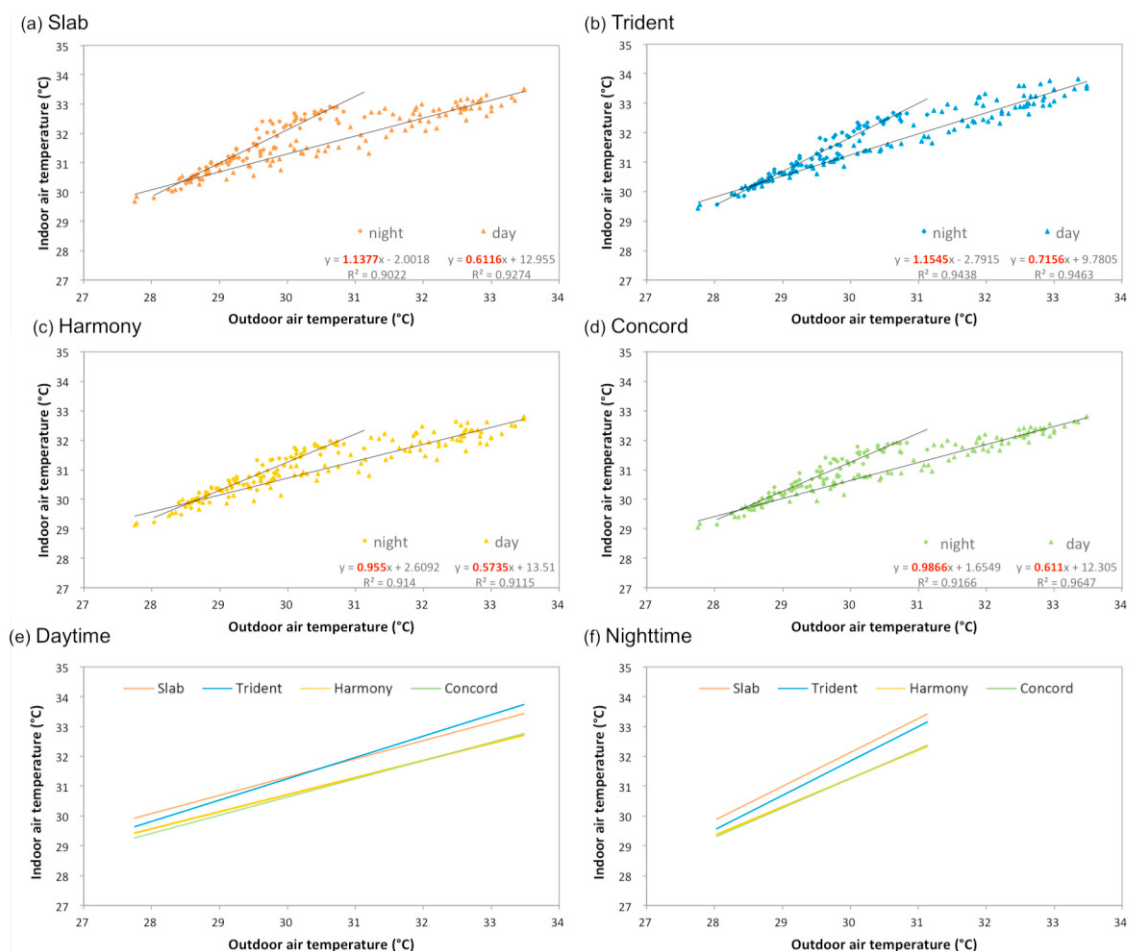 (a) Slab
35
34
33
32
31
30
29
28
27
Indoor air temperature (°C)
night day
y = 1.1377x - 2.0018 y = 0.6116x + 12.955
R² = 0.9022 R² = 0.9274
27 28 29 30 31 32 33 34
Outdoor air temperature (°C)
(b) Trident
35
34
33
32
31
30
29
28
27
Indoor air temperature (°C)
night day
y = 1.1545x - 2.7915 y = 0.7156x + 9.7805
R² = 0.9438 R² = 0.9463
27 28 29 30 31 32 33 34
Outdoor air temperature (°C)
(c) Harmony
35
34
33
32
31
30
29
28
27
Indoor air temperature (°C)
night day
y = 0.955x + 2.6092 y = 0.5735x + 13.51
R² = 0.914 R² = 0.9115
27 28 29 30 31 32 33 34
Outdoor air temperature (°C)
(d) Concord
35
34
33
32
31
30
29
28
27
Indoor air temperature (°C)
night day
y = 0.9866x + 1.6549 y = 0.611x + 12.305
R² = 0.9166 R² = 0.9647
27 28 29 30 31 32 33 34
Outdoor air temperature (°C)
(e) Daytime
35
34
33
32
31
30
29
28
27
Indoor air temperature (°C)
Slab Trident Harmony Concord
27 28 29 30 31 32 33 34
Outdoor air temperature (°C)
(f) Nighttime
35
34
33
32
31
30
29
28
27
Indoor air temperature (°C)
Slab Trident Harmony Concord
27 28 29 30 31 32 33 34
Outdoor air temperature (°C)